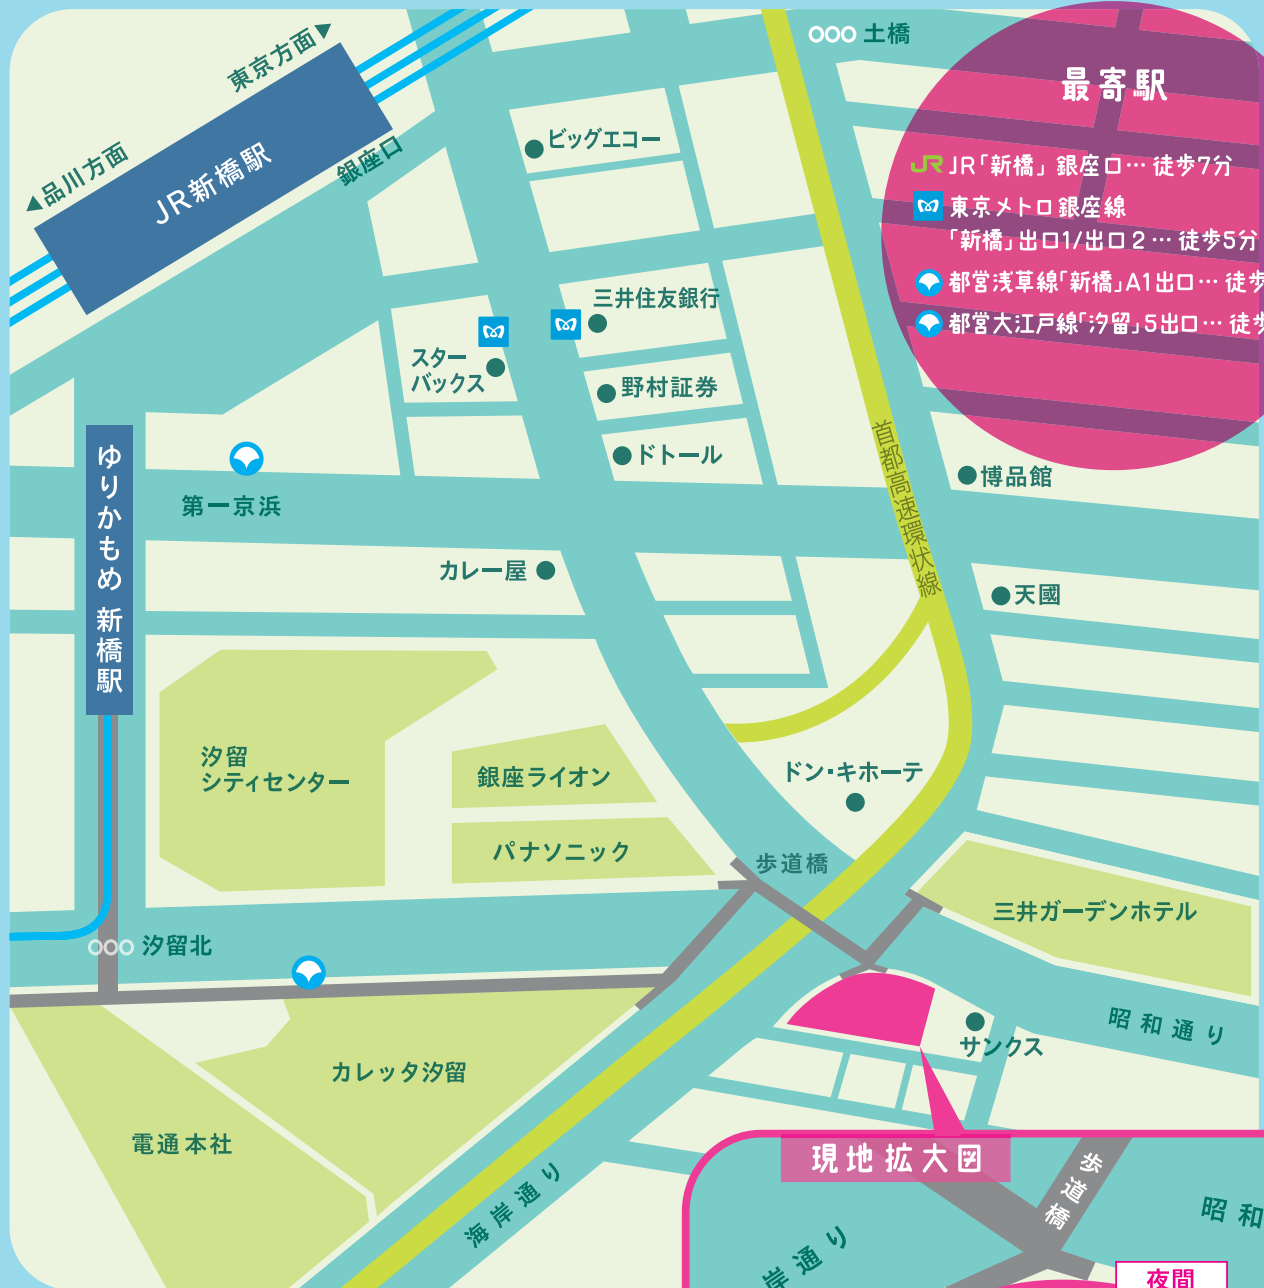 東京方面▶
品川方面
JR新橋駅
銀座口
土橋
最寄駅
JR「新橋」銀座口…徒歩7分
東京メトロ銀座線
「新橋」出口1/出口2…徒歩5分
都営浅草線「新橋」A1出口…徒歩
都営大江戸線「汐留」5出口…徒歩
ビッグエコー
三井住友銀行
スター
バックス
野村証券
ドトール
首都高速環状線
博品館
ゆりかもめ 新橋駅
第一京浜
カレー屋
天國
汐留
シティセンター
銀座ライオン
パナソニック
ドン・キホーテ
歩道橋
三井ガーデンホテル
汐留北
昭和通り
サンクス
カレッタ汐留
電通本社
海岸通り
現地拡大図
歩道橋
昭和
岸通り
夜間